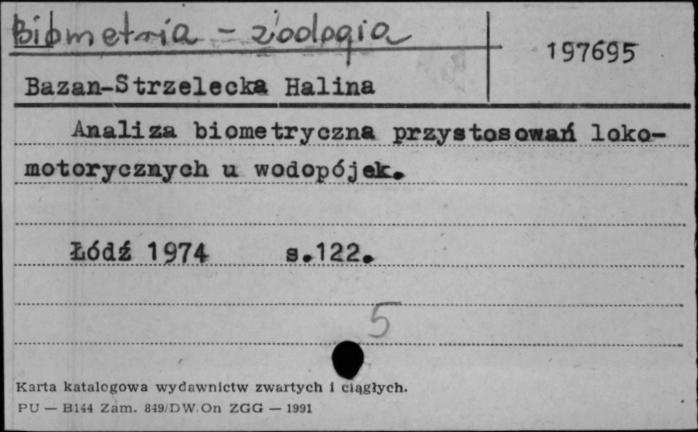 Biometria - zoologia
197695
Bazan-Strzelecka Halina
Analiza biometryczna przystosowań loko-
motorycznych u wodopójek.
Łódź 1974 s.122.
5
Karta katalogowa wydawnictw zwartych i ciągłych.
PU — B144 Zam. 849/DW.On ZGG — 1991